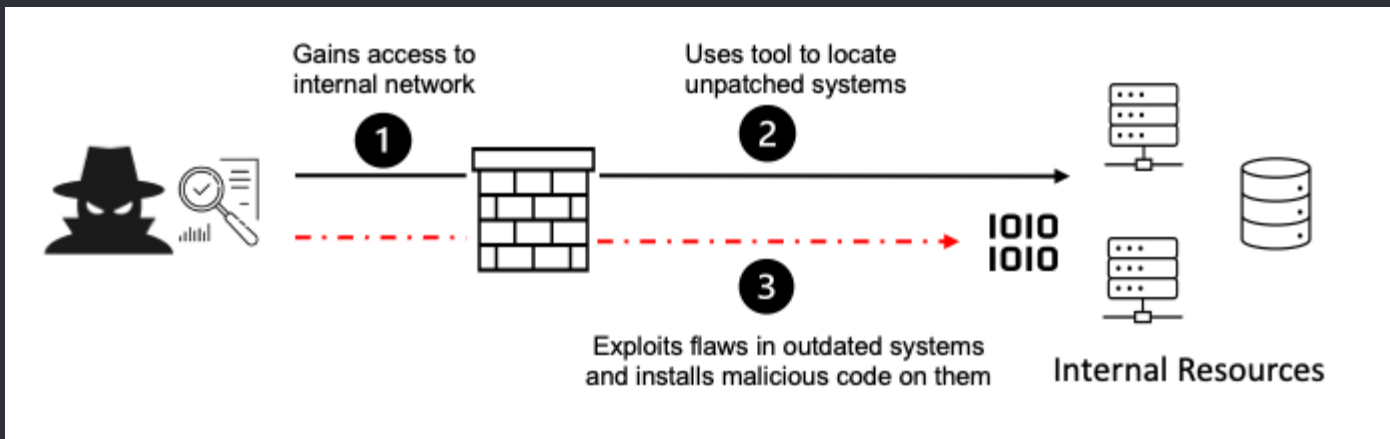 Gains access to
internal network
1
Uses tool to locate
unpatched systems
2
1010
1010
3
Exploits flaws in outdated systems
and installs malicious code on them
Internal Resources